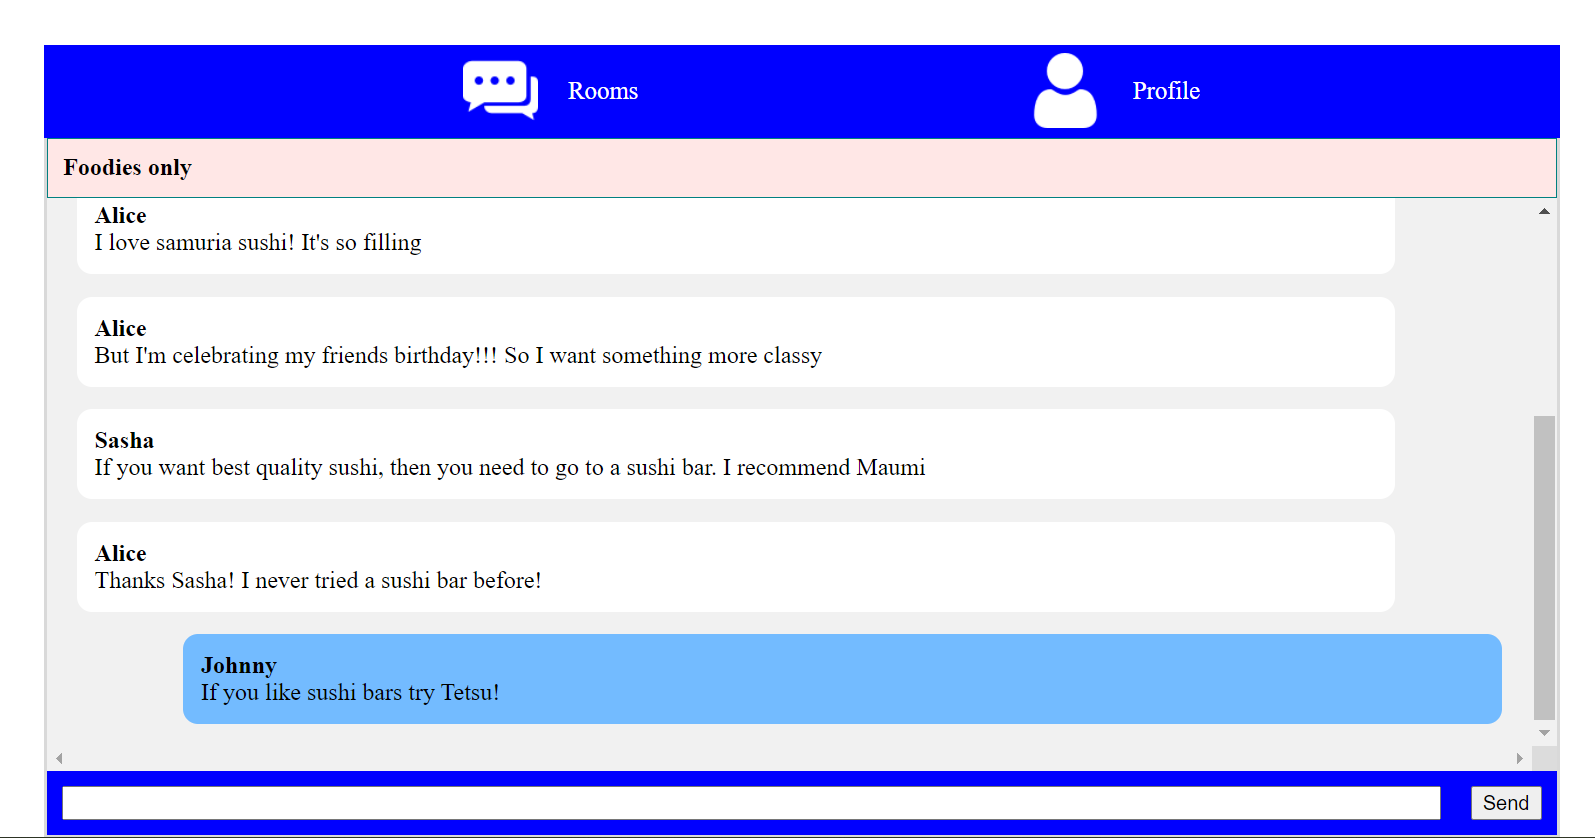 Rooms
Profile
Foodies only
Alice
I love samuria sushi! It's so filling
Alice
But I'm celebrating my friends birthday!!! So I want something more classy
Sasha
If you want best quality sushi, then you need to go to a sushi bar. I recommend Maumi
Alice
Thanks Sasha! I never tried a sushi bar before!
Johnny
If you like sushi bars try Tetsu!
Send